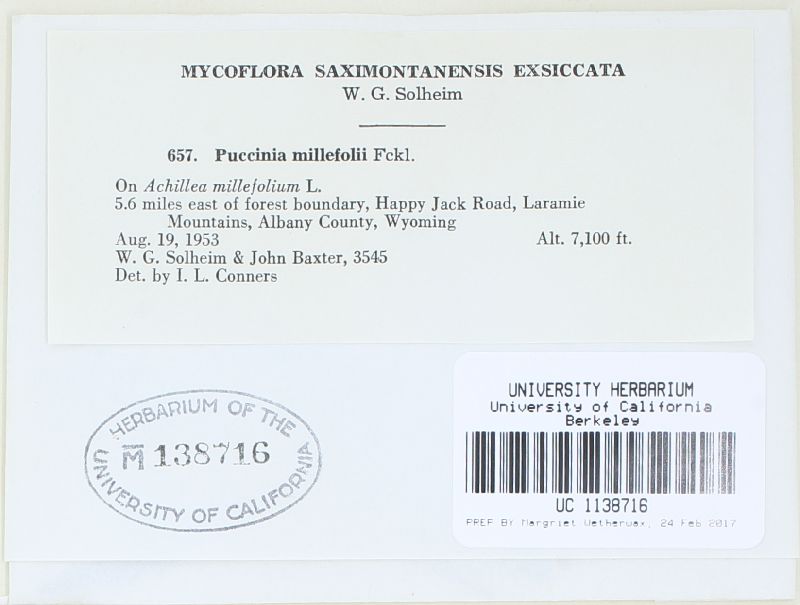 MYCOFLORA SAXIMONTANENSIS EXSICCATA
W. G. Solheim
657. Puccinia millefolii Fckl.
On Achillea millefolium L.
5.6 miles east of forest boundary, Happy Jack Road, Laramie
Mountains, Albany County, Wyoming
Aug. 19, 1953 Alt. 7,100 ft.
W. G. Solheim & John Baxter, 3545
Det. by I. L. Conners
HERBARIUM OF THE
M 138716
UNIVERSITY OF CALIFORNIA
UNIVERSITY HERBARIUM
University of California
Berkeley
UC 1138716
PREP BY Margriet Wetherwax, 24 Feb 2017